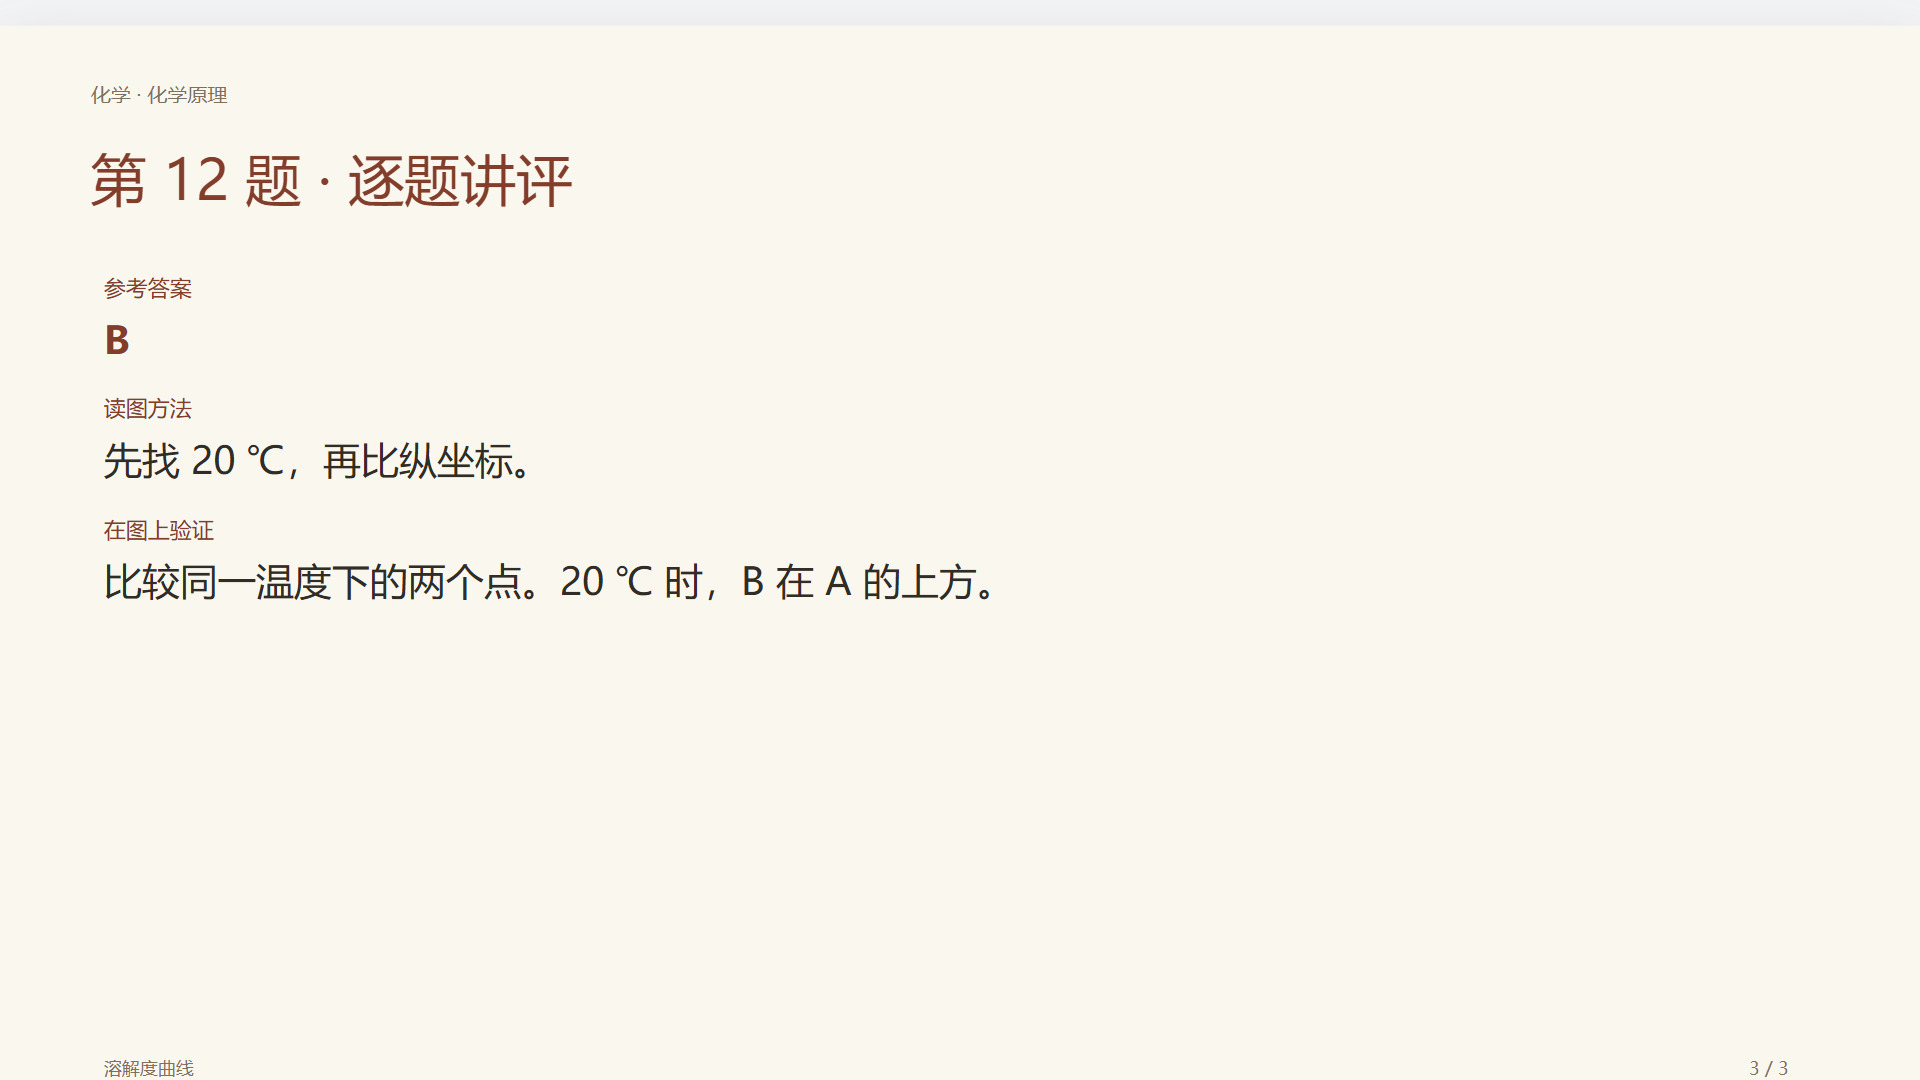 化学 · 化学原理
第 12 题 · 逐题讲评
参考答案
B
读图方法
先找 20 ℃，再比纵坐标。
在图上验证
比较同一温度下的两个点。20 ℃ 时，B 在 A 的上方。
溶解度曲线
3 / 3